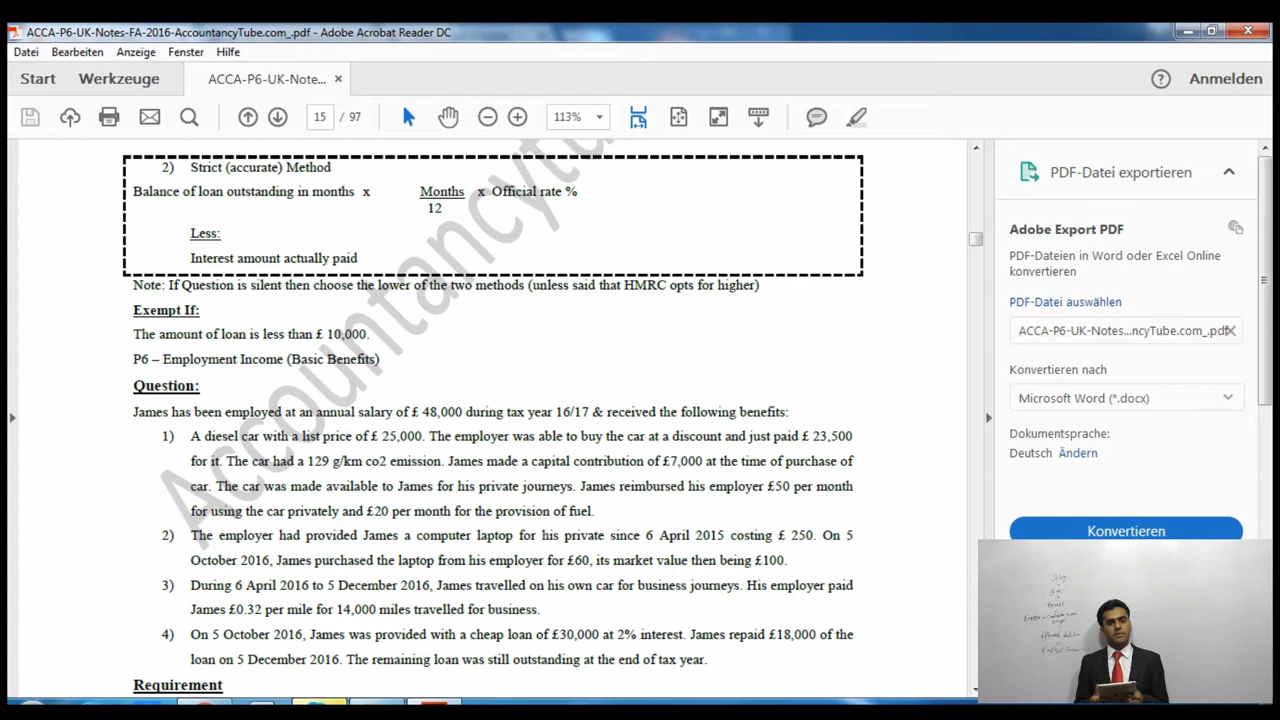 ACCA-P6-UK-Notes-FA-2016-AccountancyTube.com_.pdf - Adobe Acrobat Reader DC
Datei Bearbeiten Anzeige Fenster Hilfe
Start Werkzeuge ACCA-P6-UK-Note... × ? Anmelden
15 / 97 113%
2) Strict (accurate) Method
Balance of loan outstanding in months x Months x Official rate %
12
Less:
Interest amount actually paid
Note: If Question is silent then choose the lower of the two methods (unless said that HMRC opts for higher)
Exempt If:
The amount of loan is less than £ 10,000.
P6 – Employment Income (Basic Benefits)
Question:
James has been employed at an annual salary of £ 48,000 during tax year 16/17 & received the following benefits:
1) A diesel car with a list price of £ 25,000. The employer was able to buy the car at a discount and just paid £ 23,500
for it. The car had a 129 g/km co2 emission. James made a capital contribution of £7,000 at the time of purchase of
car. The car was made available to James for his private journeys. James reimbursed his employer £50 per month
for using the car privately and £20 per month for the provision of fuel.
2) The employer had provided James a computer laptop for his private since 6 April 2015 costing £ 250. On 5
October 2016, James purchased the laptop from his employer for £60, its market value then being £100.
3) During 6 April 2016 to 5 December 2016, James travelled on his own car for business journeys. His employer paid
James £0.32 per mile for 14,000 miles travelled for business.
4) On 5 October 2016, James was provided with a cheap loan of £30,000 at 2% interest. James repaid £18,000 of the
loan on 5 December 2016. The remaining loan was still outstanding at the end of tax year.
Requirement
Accountancytu
PDF-Datei exportieren
Adobe Export PDF
PDF-Dateien in Word oder Excel Online
konvertieren
PDF-Datei auswählen
ACCA-P6-UK-Notes...ncyTube.com_.pdf
Konvertieren nach
Microsoft Word (*.docx)
Dokumentsprache:
Deutsch Ändern
Konvertieren